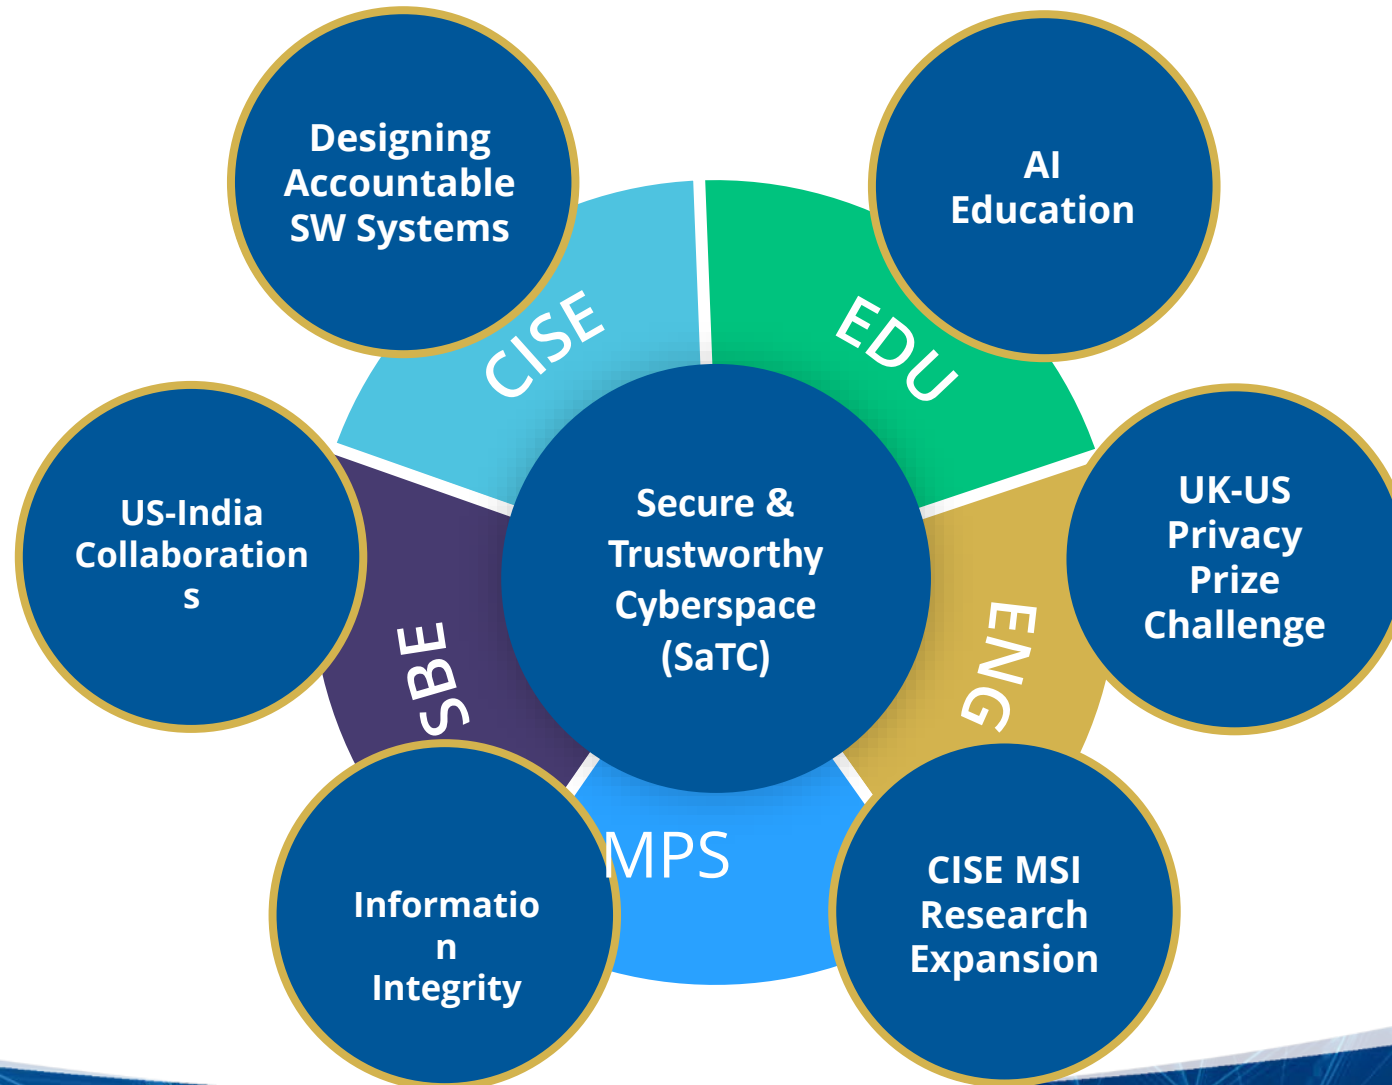 Designing
Accountable
SW Systems
AI
Education
CISE
EDU
US-India
Collaboration
s
Secure &
Trustworthy
Cyberspace
(SaTC)
UK-US
Privacy
Prize
Challenge
SBE
ENG
MPS
Informatio
n
Integrity
CISE MSI
Research
Expansion